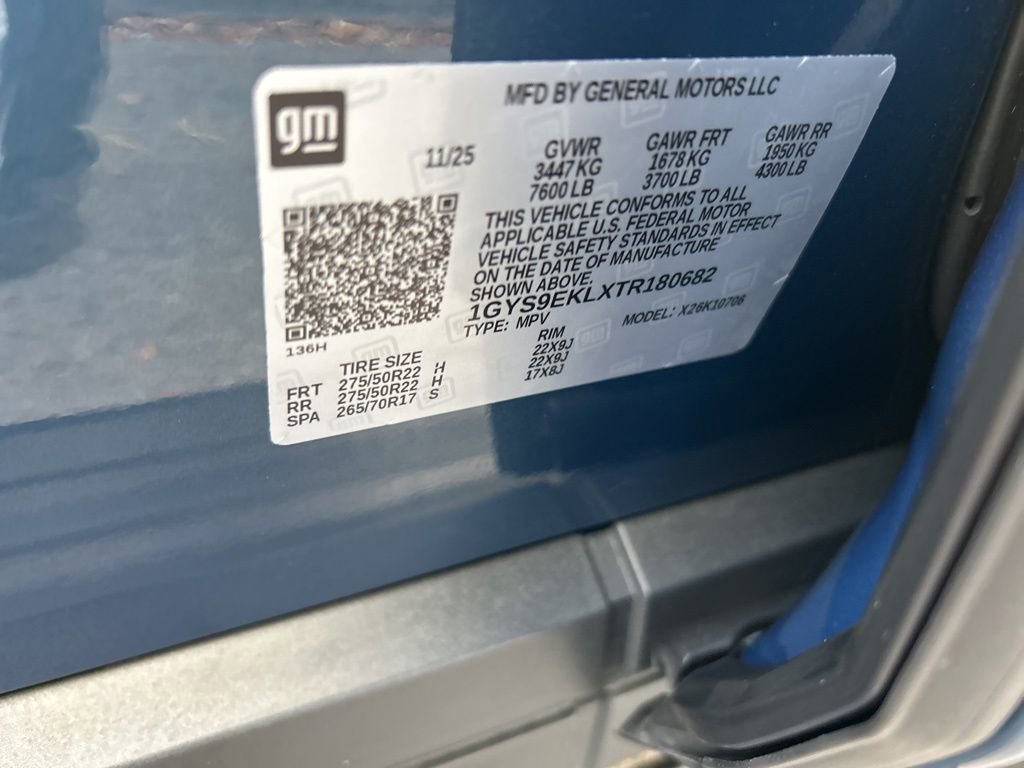 gm
MFD BY GENERAL MOTORS LLC
11/25
GVWR GAWR FRT GAWR RR
3447 KG 1678 KG 1950 KG
7600 LB 3700 LB 4300 LB
THIS VEHICLE CONFORMS TO ALL
APPLICABLE U.S. FEDERAL MOTOR
VEHICLE SAFETY STANDARDS IN EFFECT
ON THE DATE OF MANUFACTURE
SHOWN ABOVE.
1GYS9EKLXTR180682
TYPE: MPV MODEL: X26K10706
136H
TIRE SIZE RIM
FRT 275/50R22 H 22X9J
RR 275/50R22 H 22X9J
SPA 265/70R17 S 17X8J